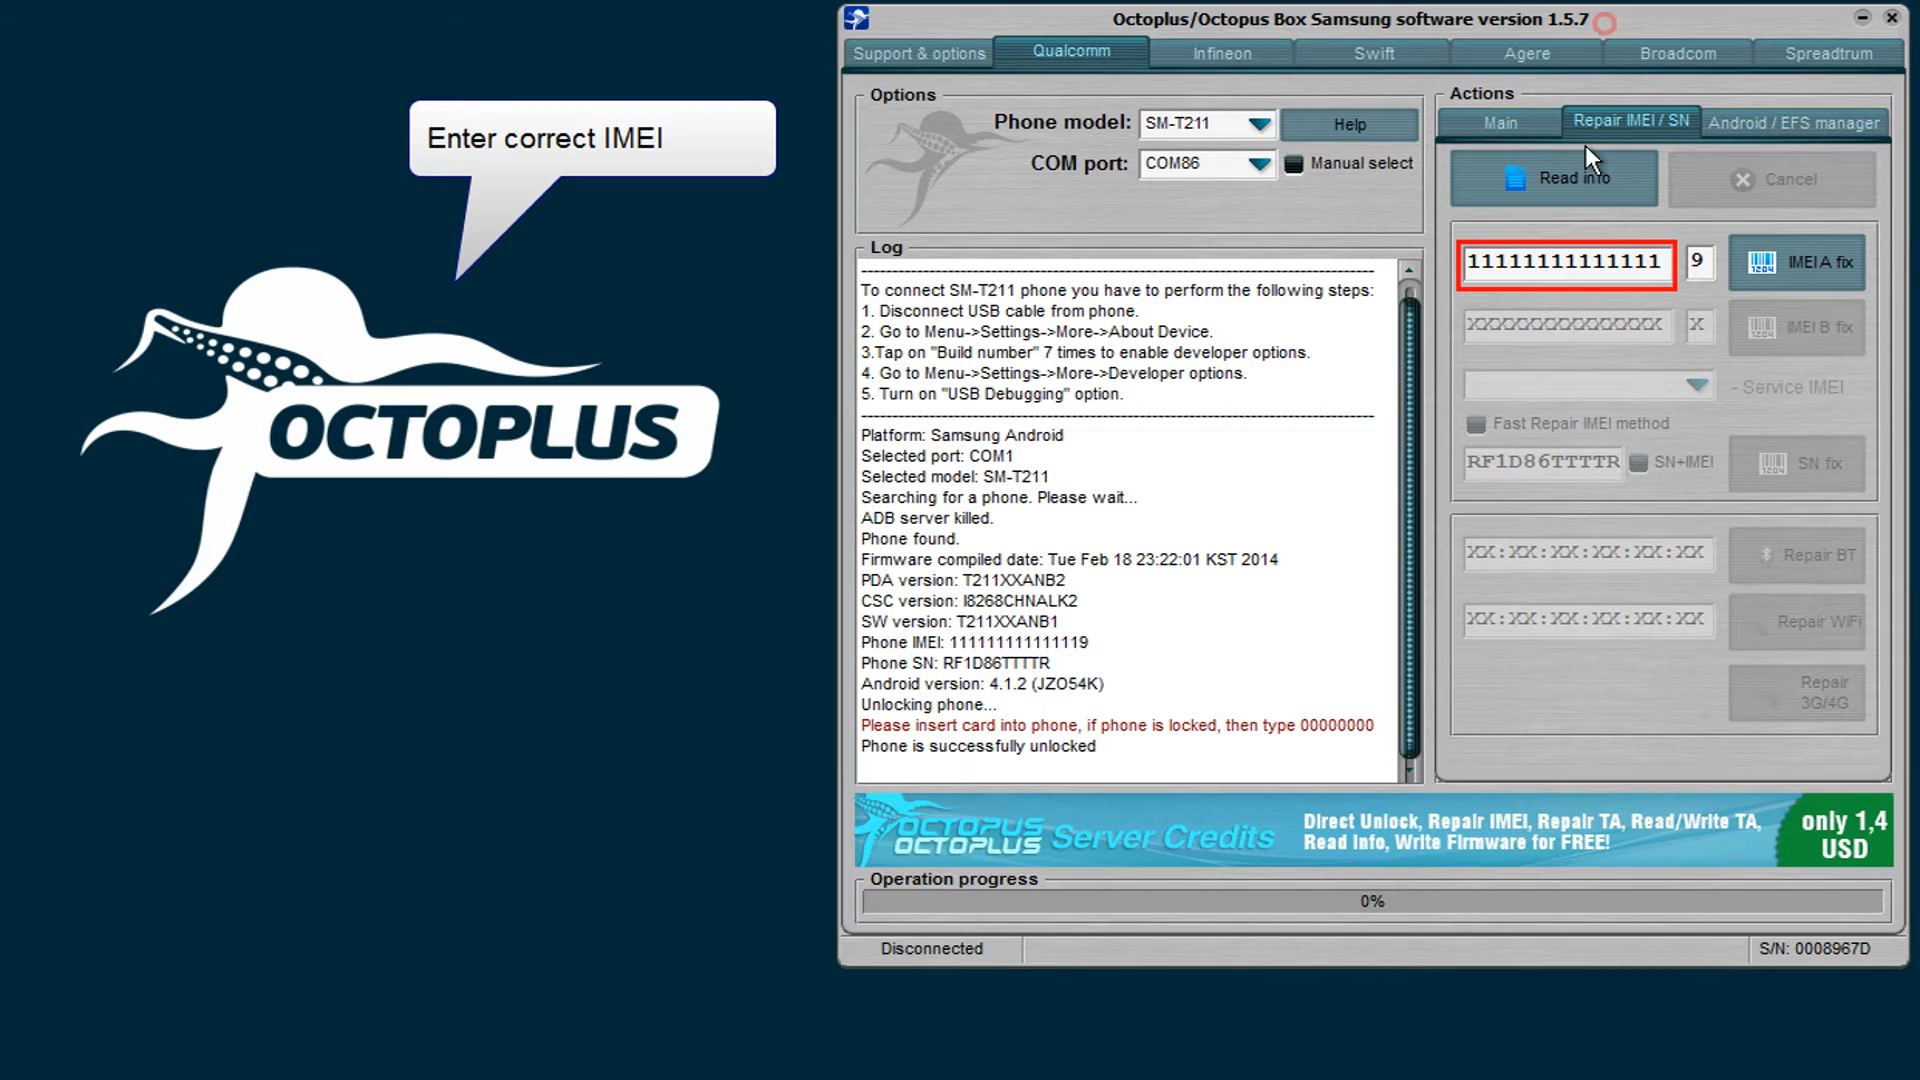 Enter correct IMEI
OCTOPLUS
Octoplus/Octopus Box Samsung software version 1.5.7
Support & options
Qualcomm
Infineon
Swift
Agere
Broadcom
Spreadtrum
Options
Phone model:
SM-T211
Help
COM port:
COM86
Manual select
Log
To connect SM-T211 phone you have to perform the following steps:
1. Disconnect USB cable from phone.
2. Go to Menu->Settings->More->About Device.
3.Tap on "Build number" 7 times to enable developer options.
4. Go to Menu->Settings->More->Developer options.
5. Turn on "USB Debugging" option.
Platform: Samsung Android
Selected port: COM1
Selected model: SM-T211
Searching for a phone. Please wait...
ADB server killed.
Phone found.
Firmware compiled date: Tue Feb 18 23:22:01 KST 2014
PDA version: T211XXANB2
CSC version: I8268CHNALK2
SW version: T211XXANB1
Phone IMEI: 111111111111119
Phone SN: RF1D86TTTTR
Android version: 4.1.2 (JZO54K)
Unlocking phone...
Please insert card into phone, if phone is locked, then type 00000000
Phone is successfully unlocked
Actions
Main
Repair IMEI / SN
Android / EFS manager
Read info
Cancel
11111111111111
9
IMEI A fix
XXXXXXXXXXXXXX
X
IMEI B fix
- Service IMEI
Fast Repair IMEI method
RF1D86TTTTR
SN+IMEI
SN fix
XX:XX:XX:XX:XX:XX
Repair BT
XX:XX:XX:XX:XX:XX
Repair WiFi
Repair
3G/4G
OCTOPUS
OCTOPLUS
Server Credits
Direct Unlock, Repair IMEI, Repair TA, Read/Write TA,
Read Info, Write Firmware for FREE!
only 1,4
USD
Operation progress
0%
Disconnected
S/N: 0008967D